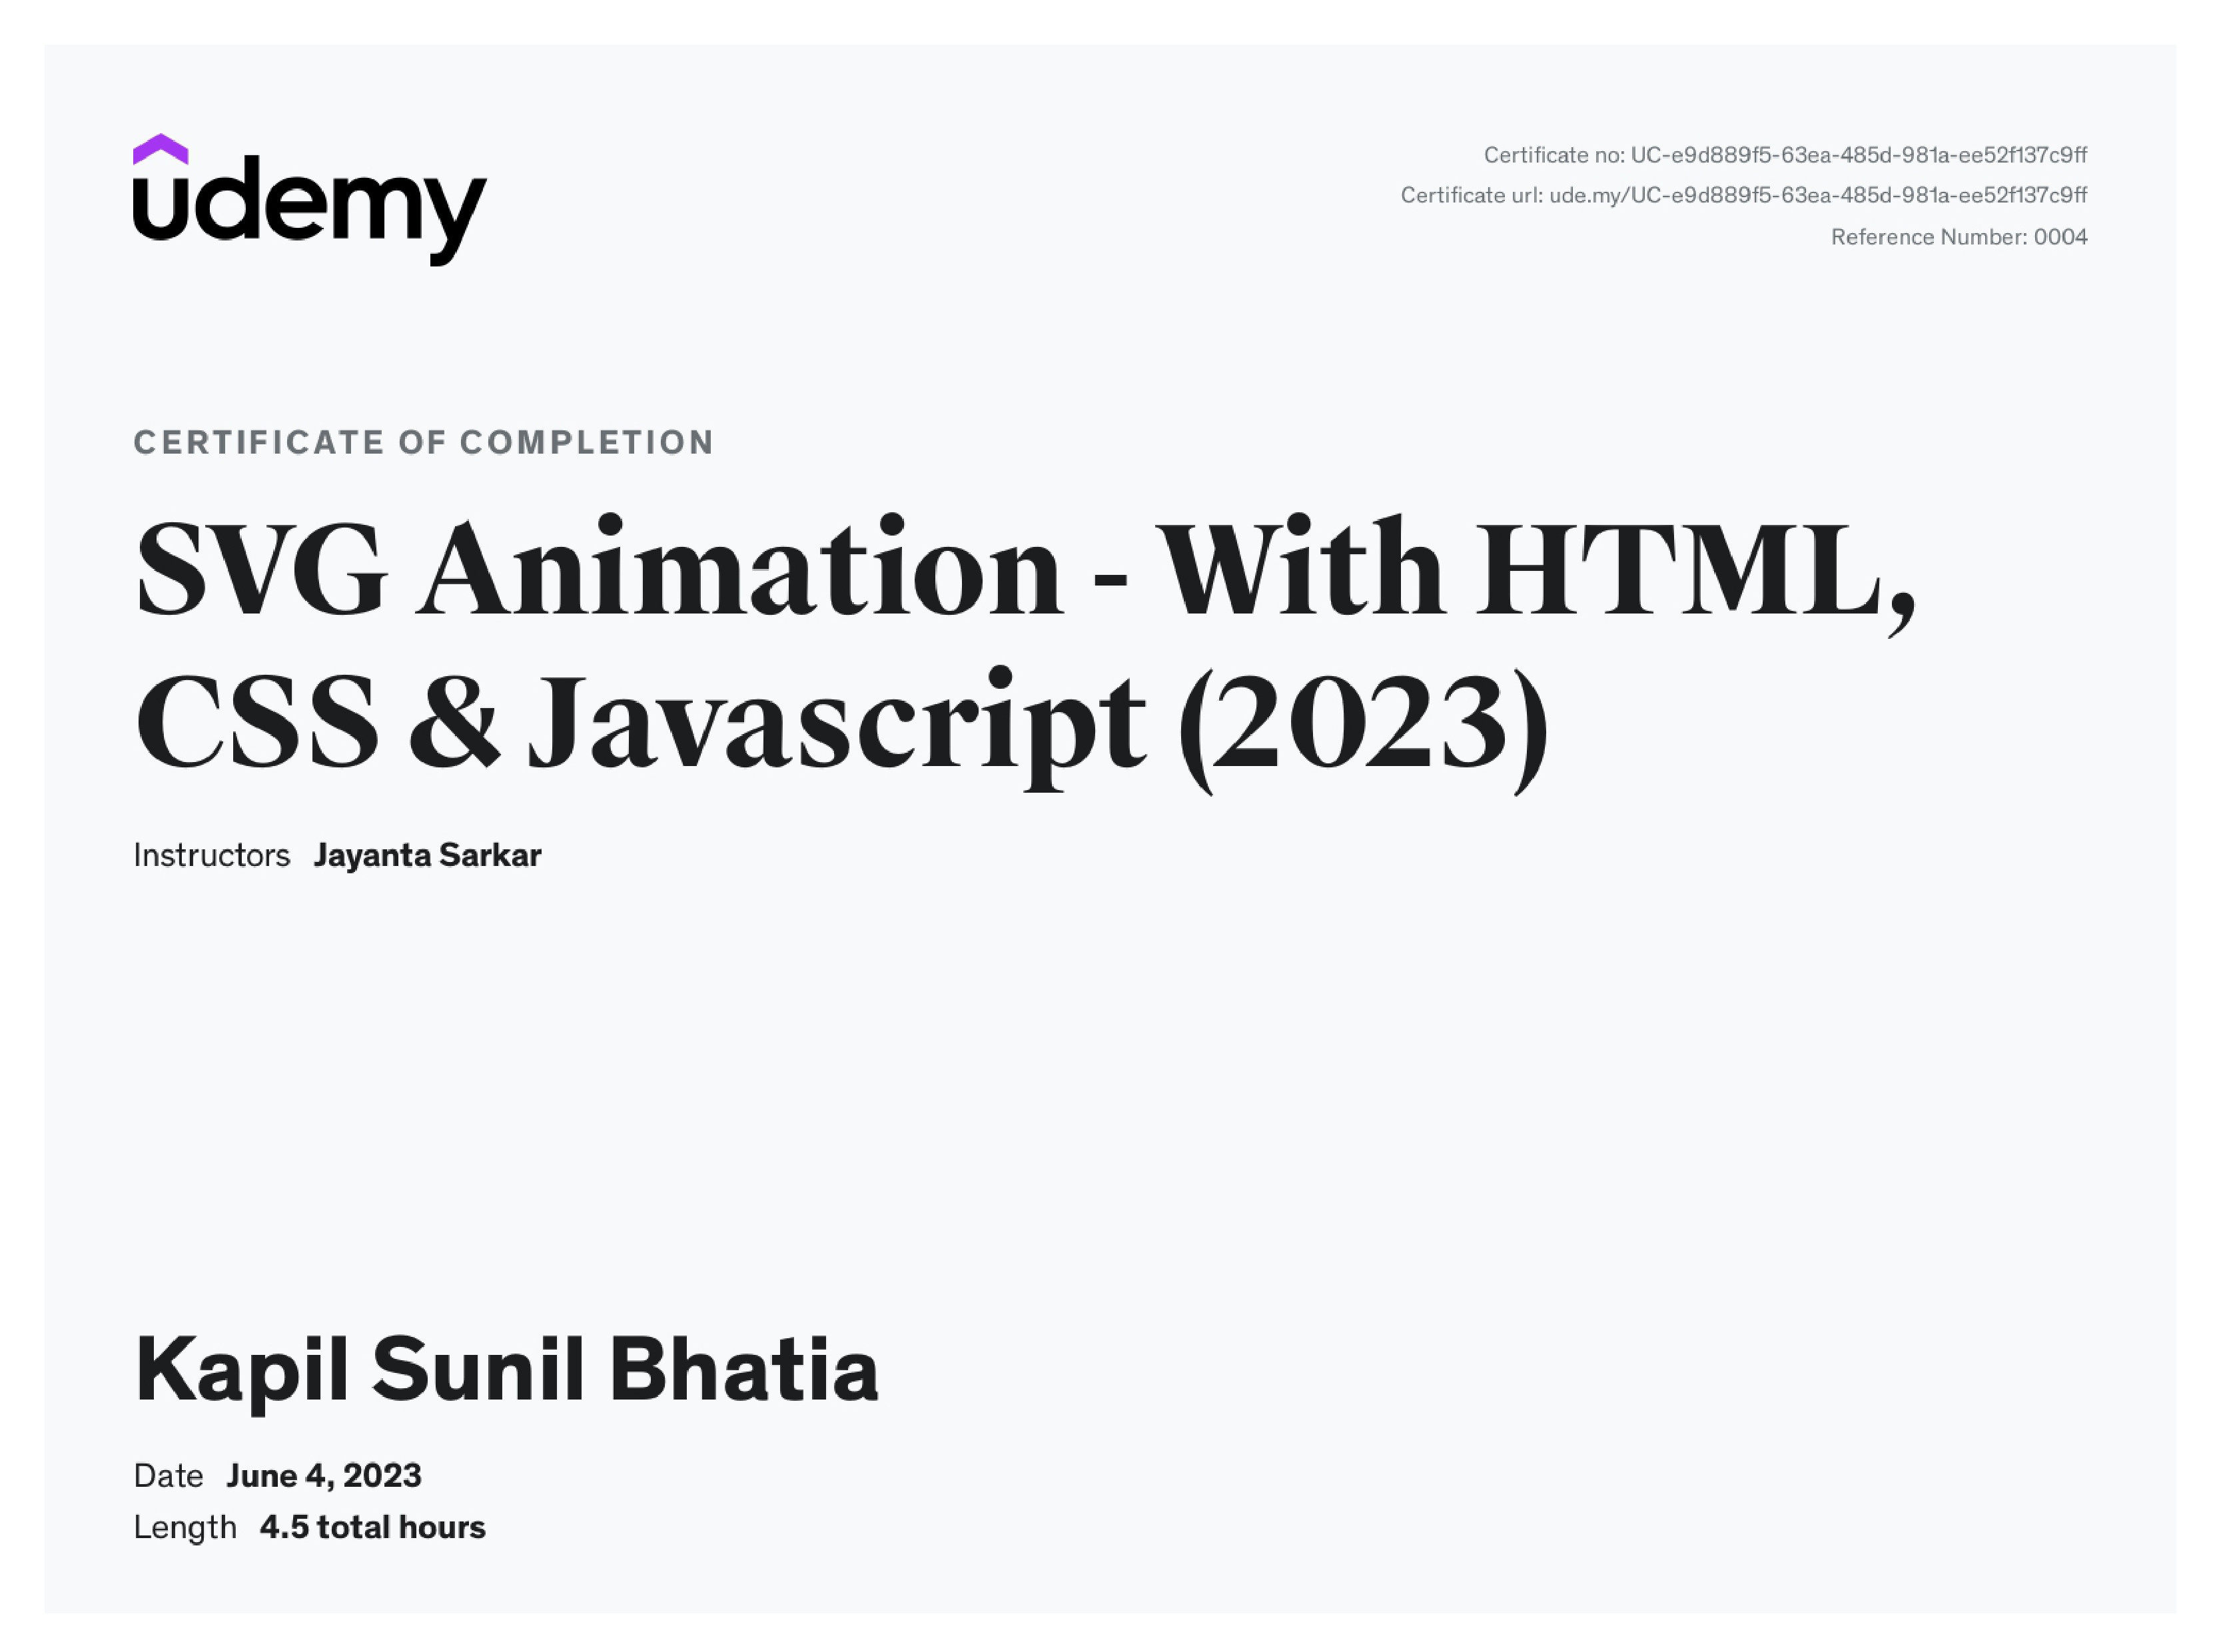 udemy
Certificate no: UC-e9d889f5-63ea-485d-981a-ee52f137c9ff
Certificate url: ude.my/UC-e9d889f5-63ea-485d-981a-ee52f137c9ff
Reference Number: 0004
CERTIFICATE OF COMPLETION
SVG Animation - With HTML,
CSS & Javascript (2023)
Instructors Jayanta Sarkar
Kapil Sunil Bhatia
Date June 4, 2023
Length 4.5 total hours